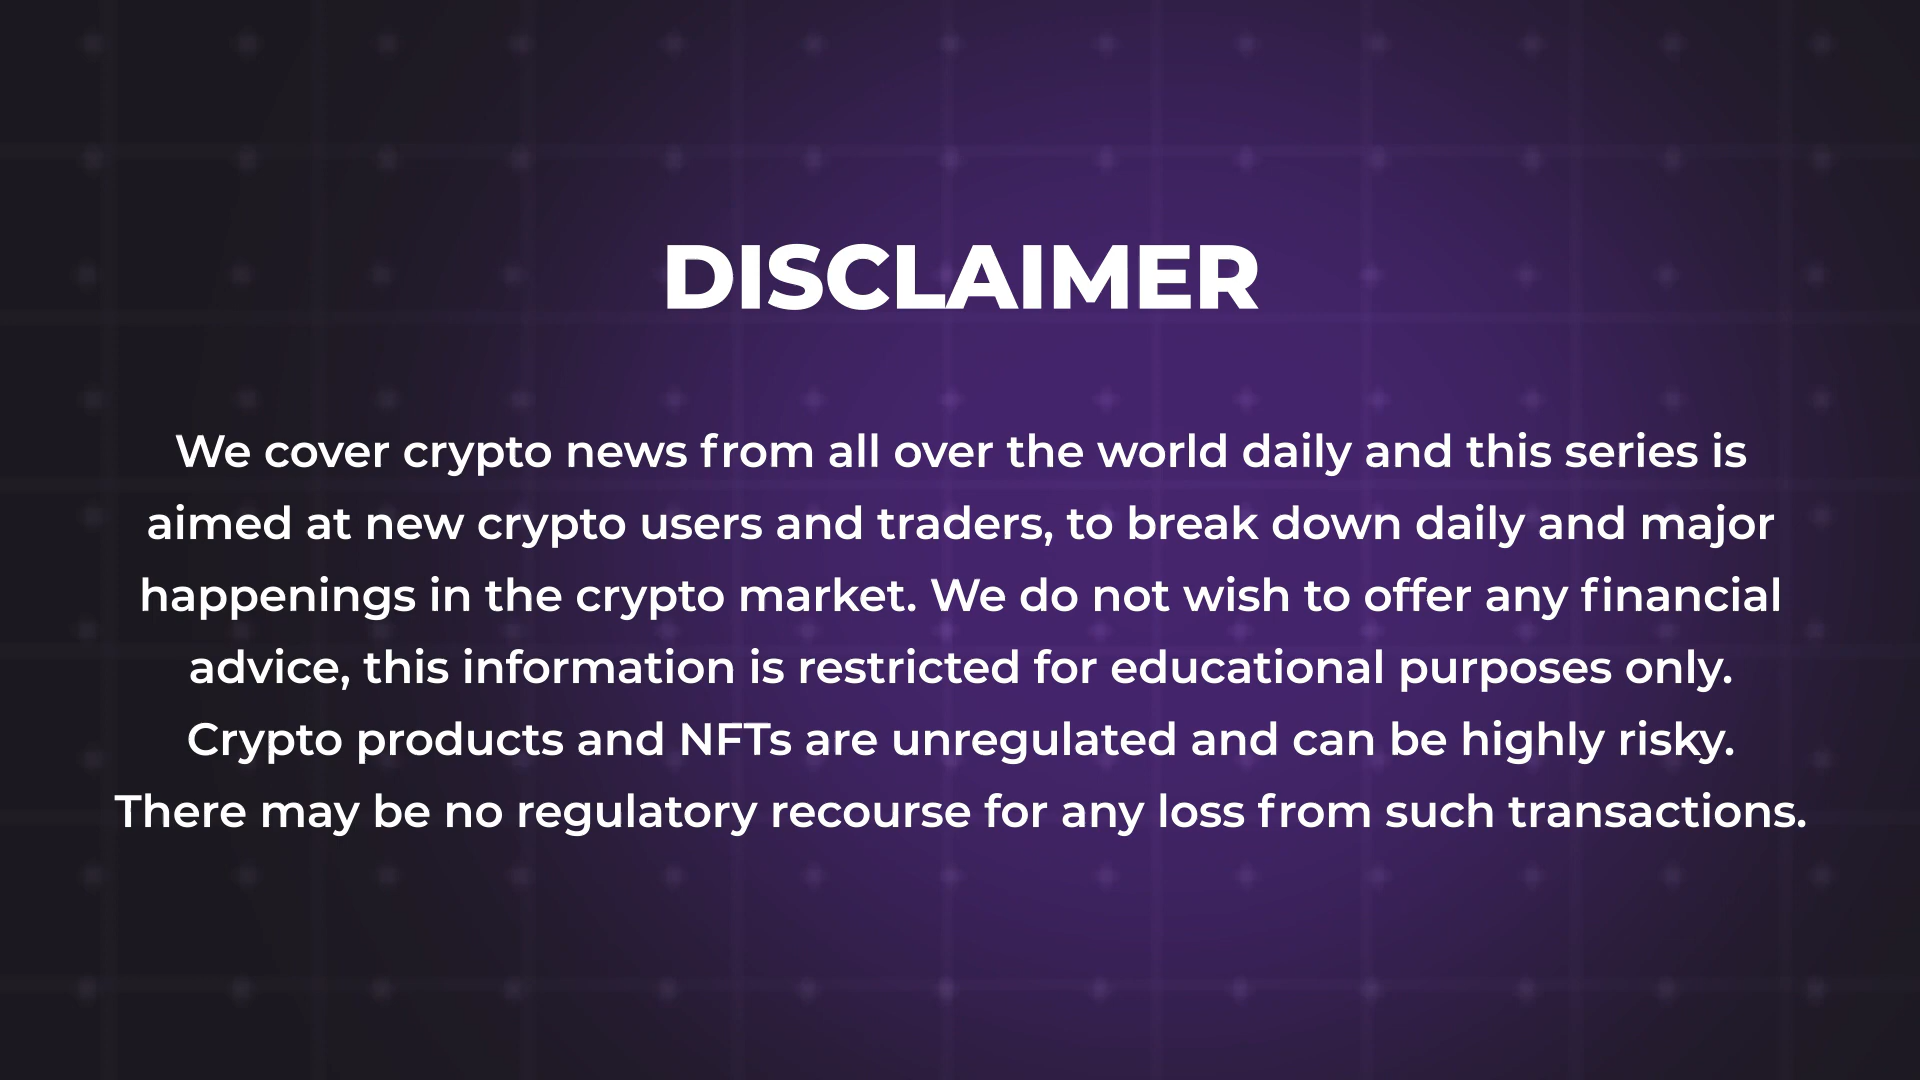 DISCLAIMER
We cover crypto news from all over the world daily and this series is
aimed at new crypto users and traders, to break down daily and major
happenings in the crypto market. We do not wish to offer any financial
advice, this information is restricted for educational purposes only.
Crypto products and NFTs are unregulated and can be highly risky.
There may be no regulatory recourse for any loss from such transactions.